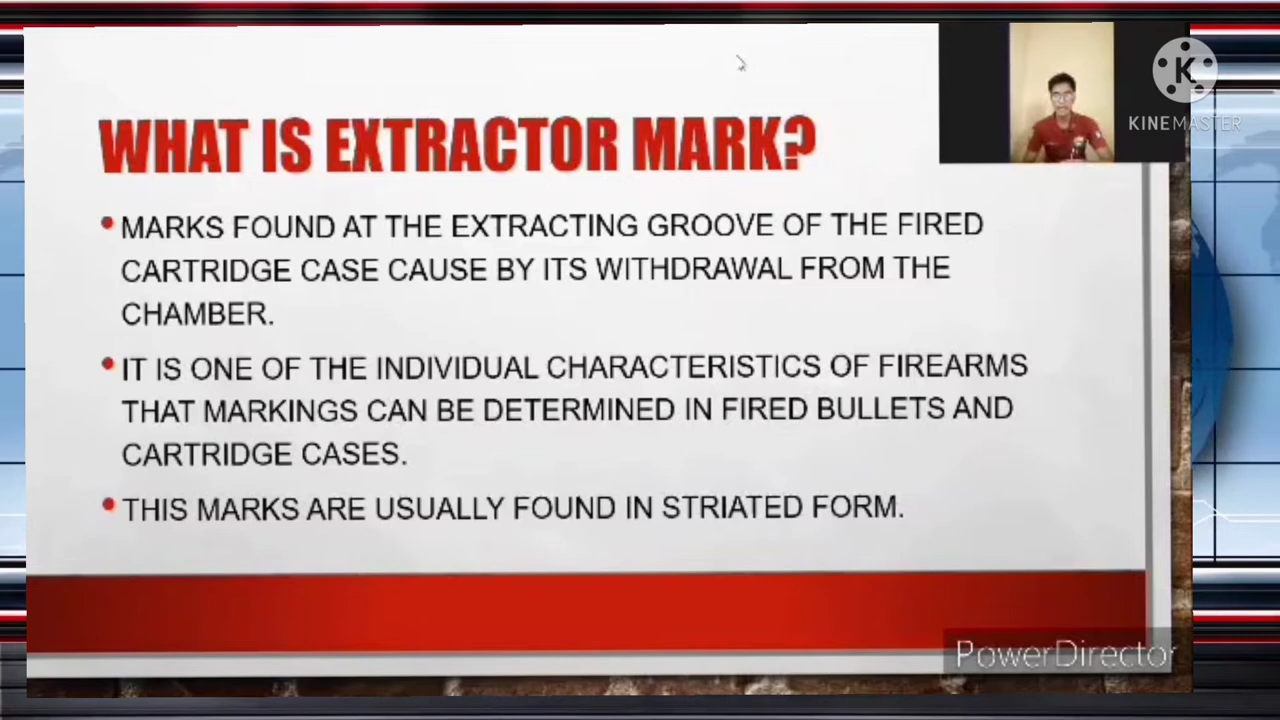 WHAT IS EXTRACTOR MARK?
• MARKS FOUND AT THE EXTRACTING GROOVE OF THE FIRED
CARTRIDGE CASE CAUSE BY ITS WITHDRAWAL FROM THE
CHAMBER.
• IT IS ONE OF THE INDIVIDUAL CHARACTERISTICS OF FIREARMS
THAT MARKINGS CAN BE DETERMINED IN FIRED BULLETS AND
CARTRIDGE CASES.
• THIS MARKS ARE USUALLY FOUND IN STRIATED FORM.
K
KINEMASTER
PowerDirector